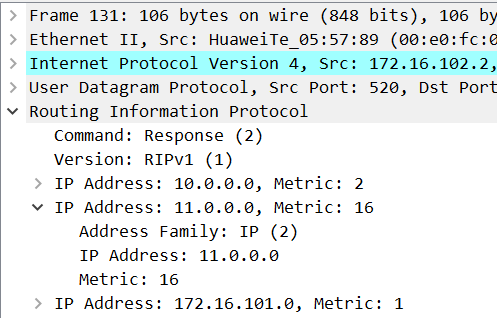 Frame 131: 106 bytes on wire (848 bits), 106 by
Ethernet II, Src: HuaweiTe_05:57:89 (00:e0:fc:0
Internet Protocol Version 4, Src: 172.16.102.2,
User Datagram Protocol, Src Port: 520, Dst Port
Routing Information Protocol
Command: Response (2)
Version: RIPv1 (1)
IP Address: 10.0.0.0, Metric: 2
IP Address: 11.0.0.0, Metric: 16
Address Family: IP (2)
IP Address: 11.0.0.0
Metric: 16
IP Address: 172.16.101.0, Metric: 1